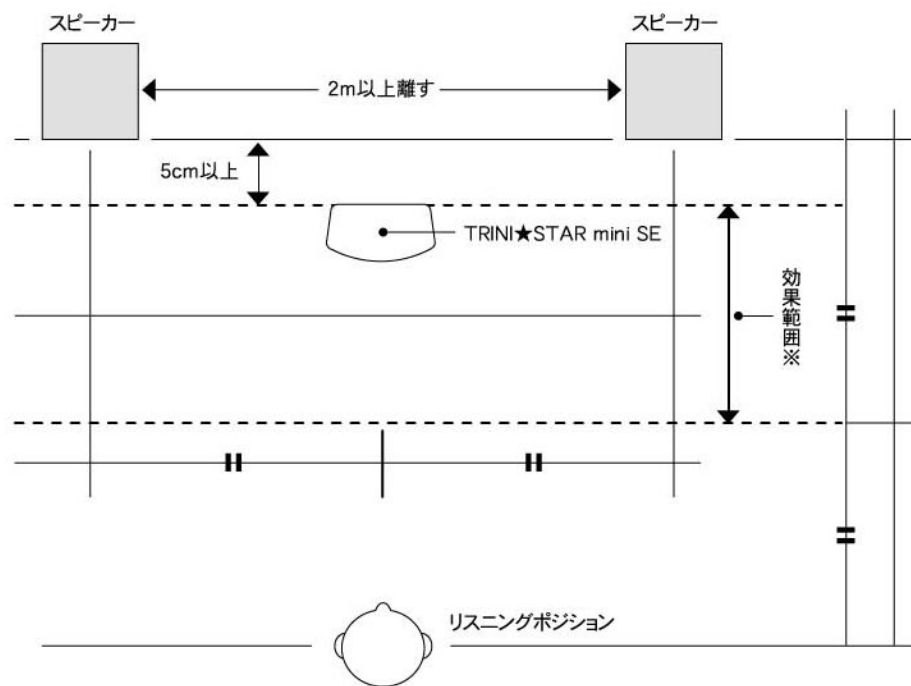 スピーカー
スピーカー
2m以上離す
5cm以上
TRINI★STAR mini SE
効果範囲※
リスニングポジション